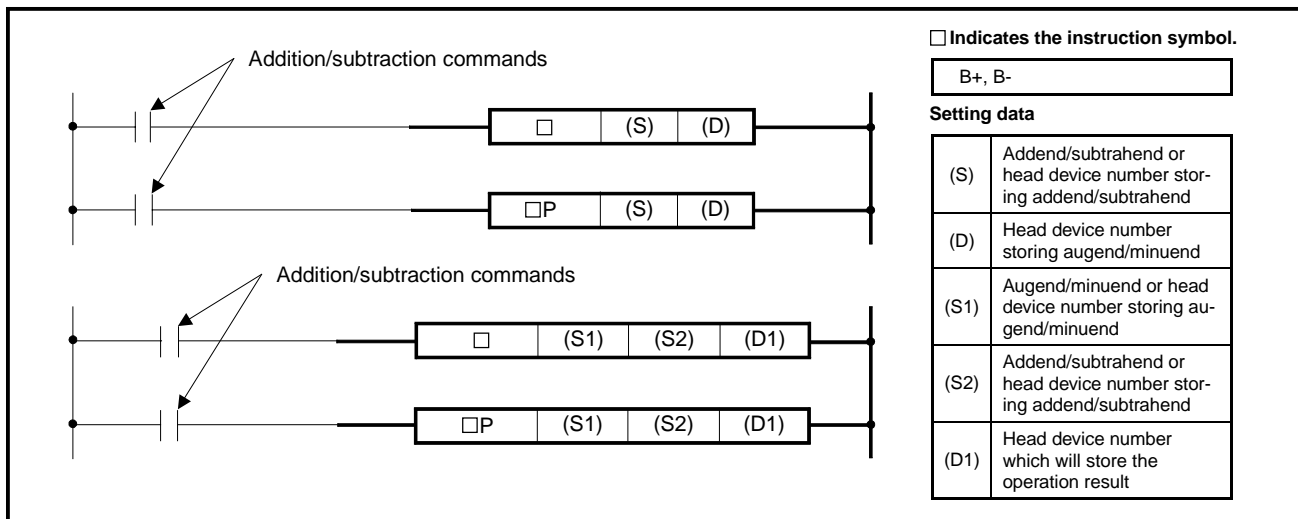 Addition/subtraction commands
□ (S) (D)
□P (S) (D)
Addition/subtraction commands
□ (S1) (S2) (D1)
□P (S1) (S2) (D1)
□ Indicates the instruction symbol.
B+, B-
Setting data
(S) Addend/subtrahend or
head device number stor-
ing addend/subtrahend
(D) Head device number
storing augend/minuend
(S1) Augend/minuend or head
device number storing au-
gend/minuend
(S2) Addend/subtrahend or
head device number stor-
ing addend/subtrahend
(D1) Head device number
which will store the
operation result